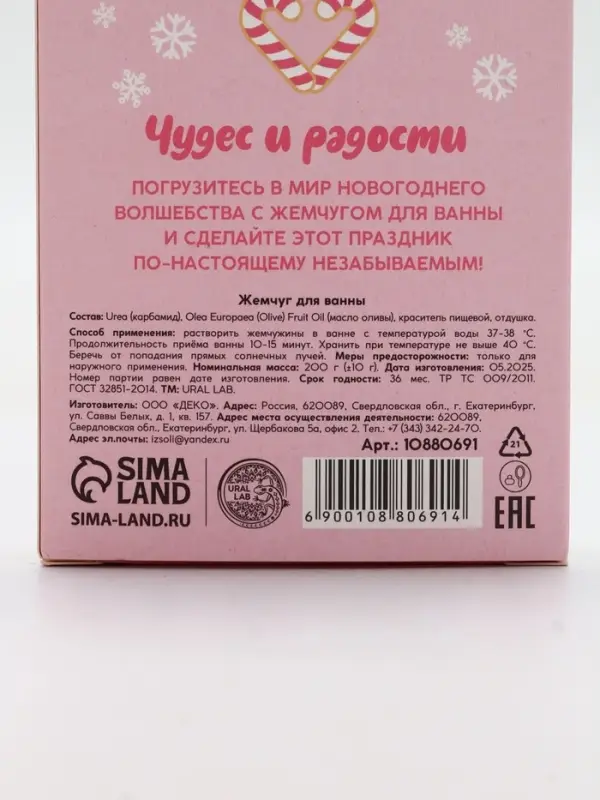 Чудес и радости
ПОГРУЗИТЕСЬ В МИР НОВОГОДНЕГО
ВОЛШЕБСТВА С ЖЕМЧУГОМ ДЛЯ ВАННЫ
И СДЕЛАЙТЕ ЭТОТ ПРАЗДНИК
ПО-НАСТОЯЩЕМУ НЕЗАБЫВАЕМЫМ!
Жемчуг для ванны
Состав: Urea (карбамид), Olea Europaea (Olive) Fruit Oil (масло оливы), краситель пищевой, отдушка.
Способ применения: растворить жемчужины в ванне с температурой воды 37-38 °С.
Продолжительность приёма ванны 10-15 минут. Хранить при температуре не выше 40 °С.
Беречь от попадания прямых солнечных лучей. Меры предосторожности: только для
наружного применения. Номинальная масса: 200 г (±10 г). Дата изготовления: 05.2025.
Номер партии равен дате изготовления. Срок годности: 36 мес. ТР ТС 009/2011.
ГОСТ 32851-2014. ТМ: URAL LAB.
Изготовитель: ООО «ДЕКО». Адрес: Россия, 620089, Свердловская обл., г. Екатеринбург,
ул. Саввы Белых, д. 1, кв. 157. Адрес места осуществления деятельности: 620089,
Свердловская обл., г. Екатеринбург, ул. Щербакова 5а, офис 2. Тел.: +7 (343) 342-24-70.
Адрес эл.почты: izsoli@yandex.ru
Арт.: 10880691
SIMA
LAND
SIMA-LAND.RU
URAL
LAB
6 900108 806914
21
EAC